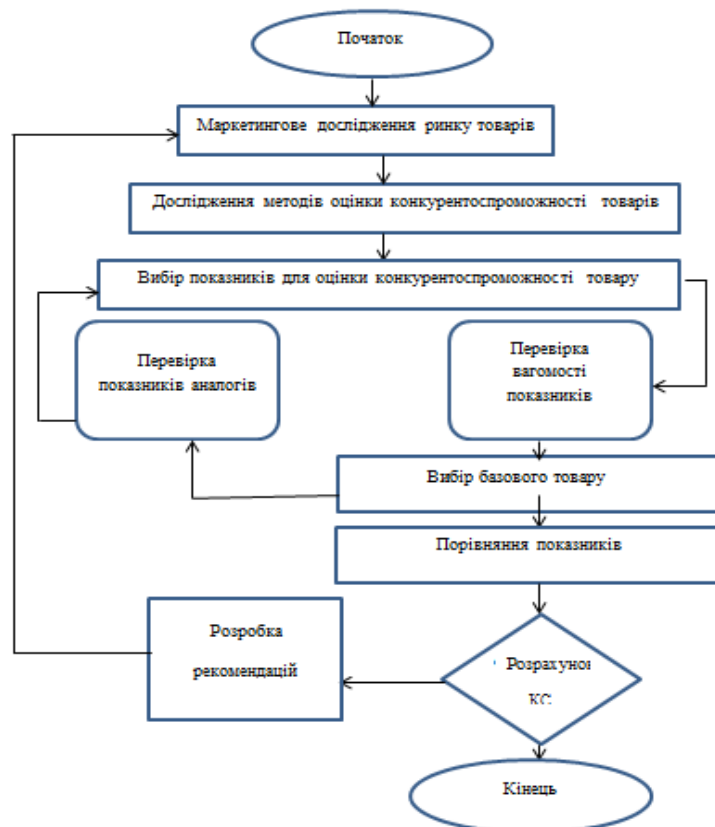 Початок
Маркетингове дослідження ринку товарів
Дослідження методів оцінки конкурентоспроможності товарів
Вибір показників для оцінки конкурентоспроможності товару
Перевірка
показників аналогів
Перевірка
вагомості
показників
Вибір базового товару
Порівняння показників
Розробка
рекомендацій
Розрахунок
КС
Кінець